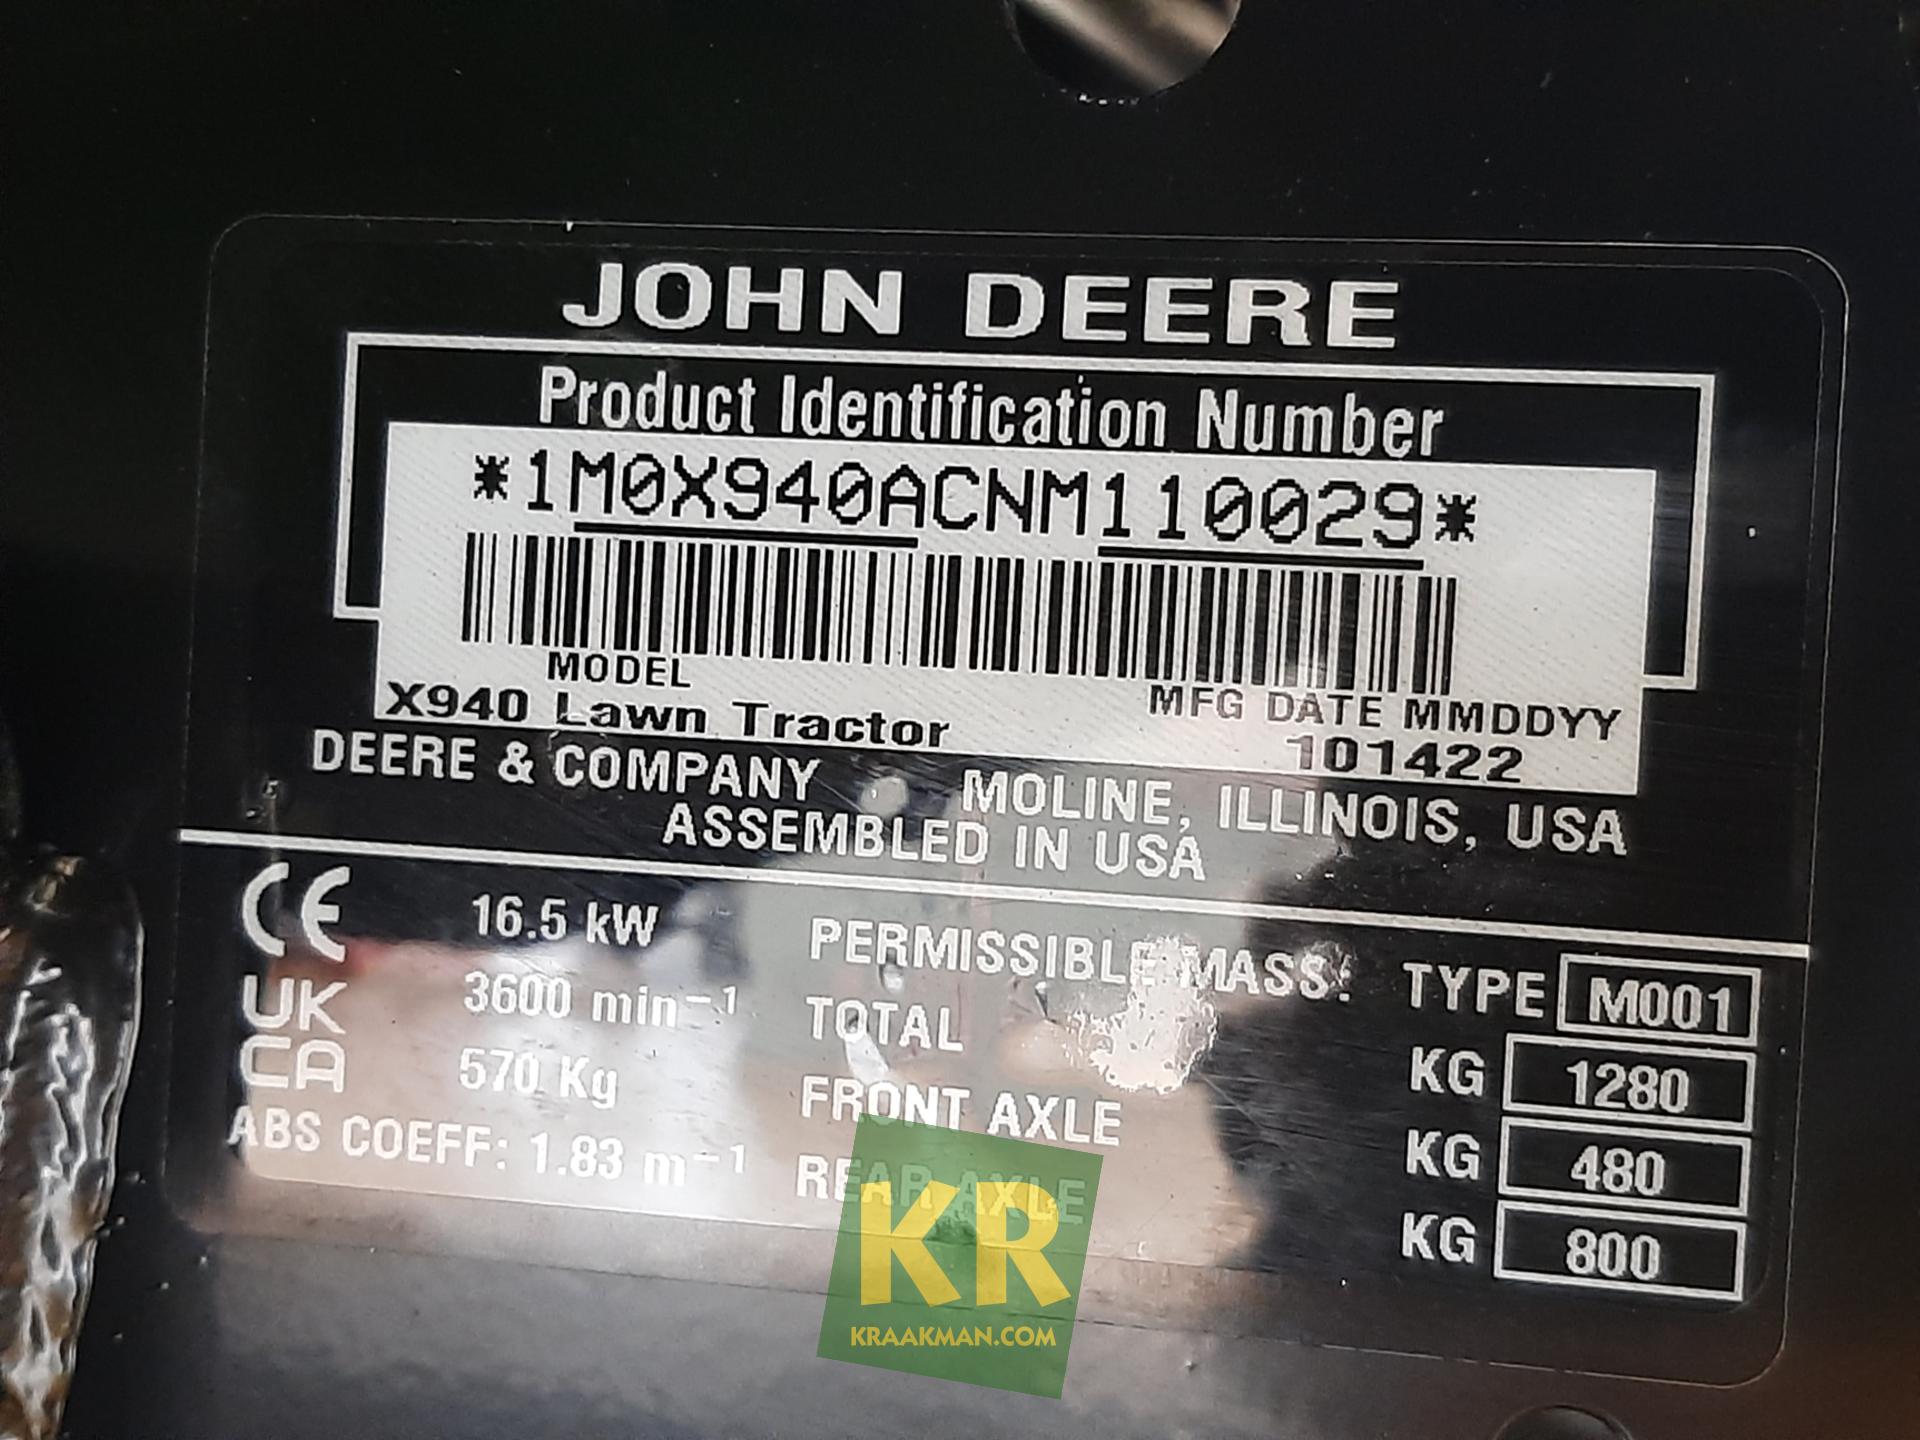 JOHN DEERE
Product Identification Number
*1M0X940ACNM110029*
MODEL
MFG DATE MMDDYY
X940 Lawn Tractor
101422
DEERE & COMPANY MOLINE, ILLINOIS, USA
ASSEMBLED IN USA
CE 16.5 kW PERMISSIBLE MASS: TYPE M001
UK 3600 min⁻¹ TOTAL KG 1280
CA 570 Kg FRONT AXLE KG 480
ABS COEFF: 1.83 m⁻¹ REAR AXLE KG 800
KR
KRAAKMAN.COM